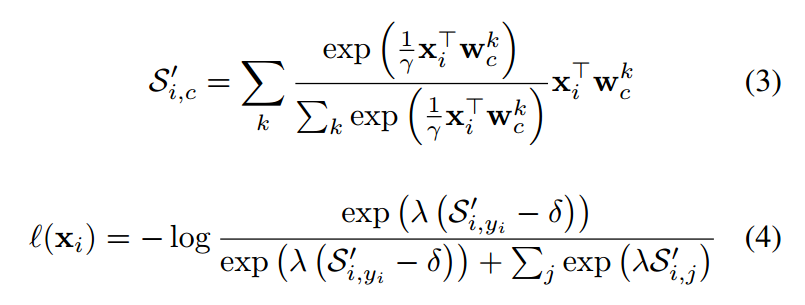 $$\mathcal{S}'_{i,c} = \sum_k \frac{\exp\left(\frac{1}{\gamma}\mathbf{x}_i^\top \mathbf{w}_c^k\right)}{\sum_k \exp\left(\frac{1}{\gamma}\mathbf{x}_i^\top \mathbf{w}_c^k\right)} \mathbf{x}_i^\top \mathbf{w}_c^k \quad (3)$$
$$\ell(\mathbf{x}_i) = -\log \frac{\exp\left(\lambda\left(\mathcal{S}'_{i,y_i} - \delta\right)\right)}{\exp\left(\lambda\left(\mathcal{S}'_{i,y_i} - \delta\right)\right) + \sum_j \exp\left(\lambda \mathcal{S}'_{i,j}\right)} \quad (4)$$